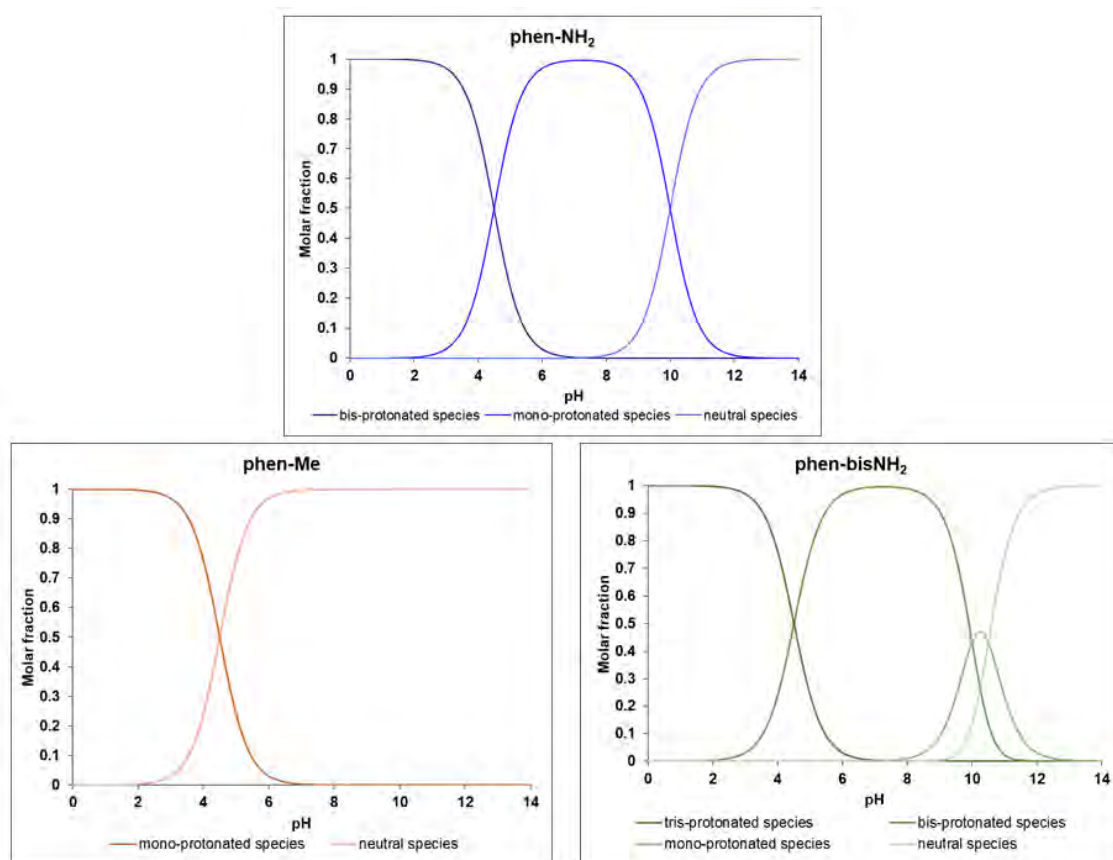 phen-NH₂
Molar fraction
1
0.9
0.8
0.7
0.6
0.5
0.4
0.3
0.2
0.1
0
0 2 4 6 8 10 12 14
pH
bis-protonated species mono-protonated species neutral species
phen-Me
Molar fraction
1
0.9
0.8
0.7
0.6
0.5
0.4
0.3
0.2
0.1
0
0 2 4 6 8 10 12 14
pH
mono-protonated species neutral species
phen-bisNH₂
Molar fraction
1
0.9
0.8
0.7
0.6
0.5
0.4
0.3
0.2
0.1
0
0 2 4 6 8 10 12 14
pH
tris-protonated species bis-protonated species
mono-protonated species neutral species